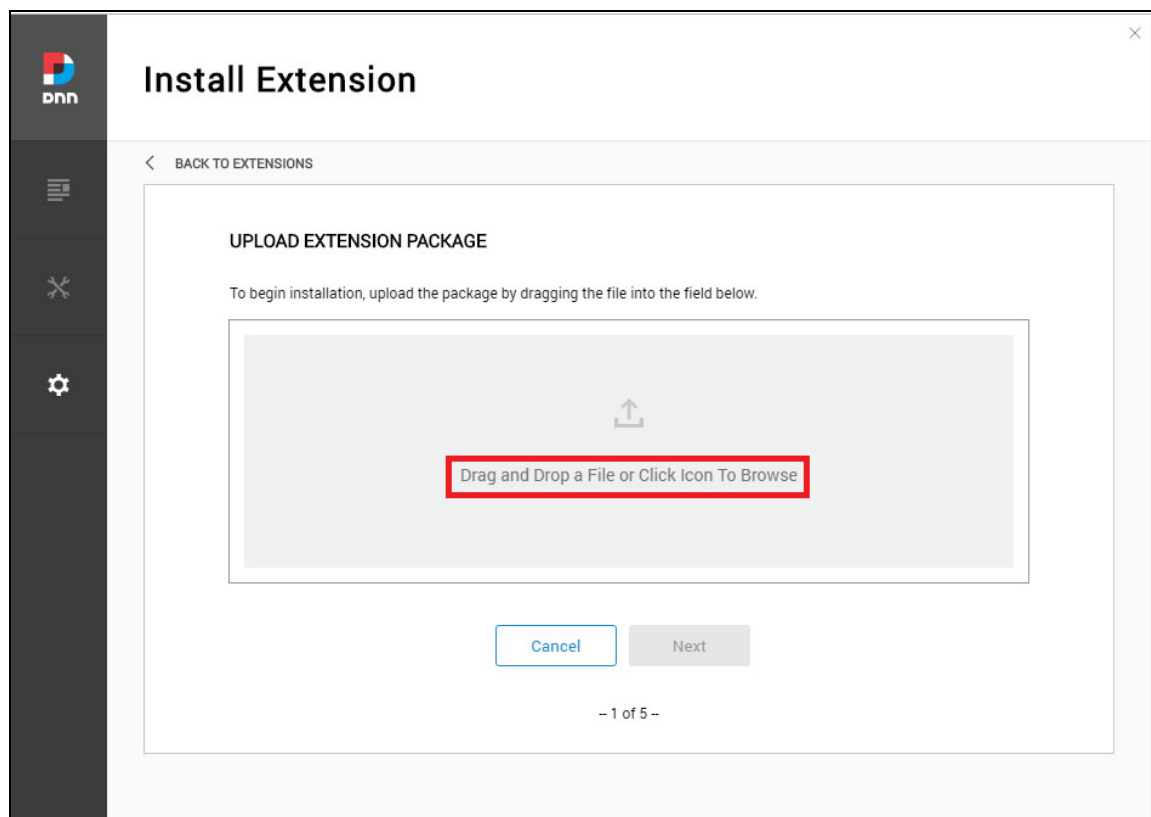 DNN
Install Extension
BACK TO EXTENSIONS
UPLOAD EXTENSION PACKAGE
To begin installation, upload the package by dragging the file into the field below.
Drag and Drop a File or Click Icon To Browse
Cancel
Next
-- 1 of 5 --